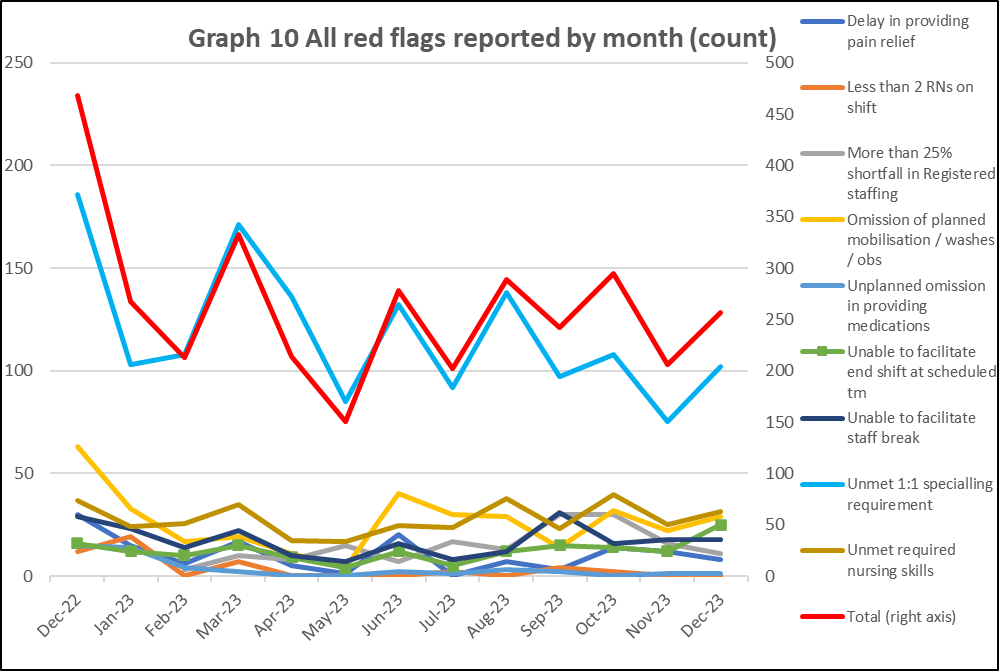 Graph 10 All red flags reported by month (count)
250
200
150
100
50
0
500
450
400
350
300
250
200
150
100
50
0
Dec-22
Jan-23
Feb-23
Mar-23
Apr-23
May-23
Jun-23
Jul-23
Aug-23
Sep-23
Oct-23
Nov-23
Dec-23
Delay in providing
pain relief
Less than 2 RNs on
shift
More than 25%
shortfall in Registered
staffing
Omission of planned
mobilisation / washes
/ obs
Unplanned omission
in providing
medications
Unable to facilitate
end shift at scheduled
tm
Unable to facilitate
staff break
Unmet 1:1 specialling
requirement
Unmet required
nursing skills
Total (right axis)